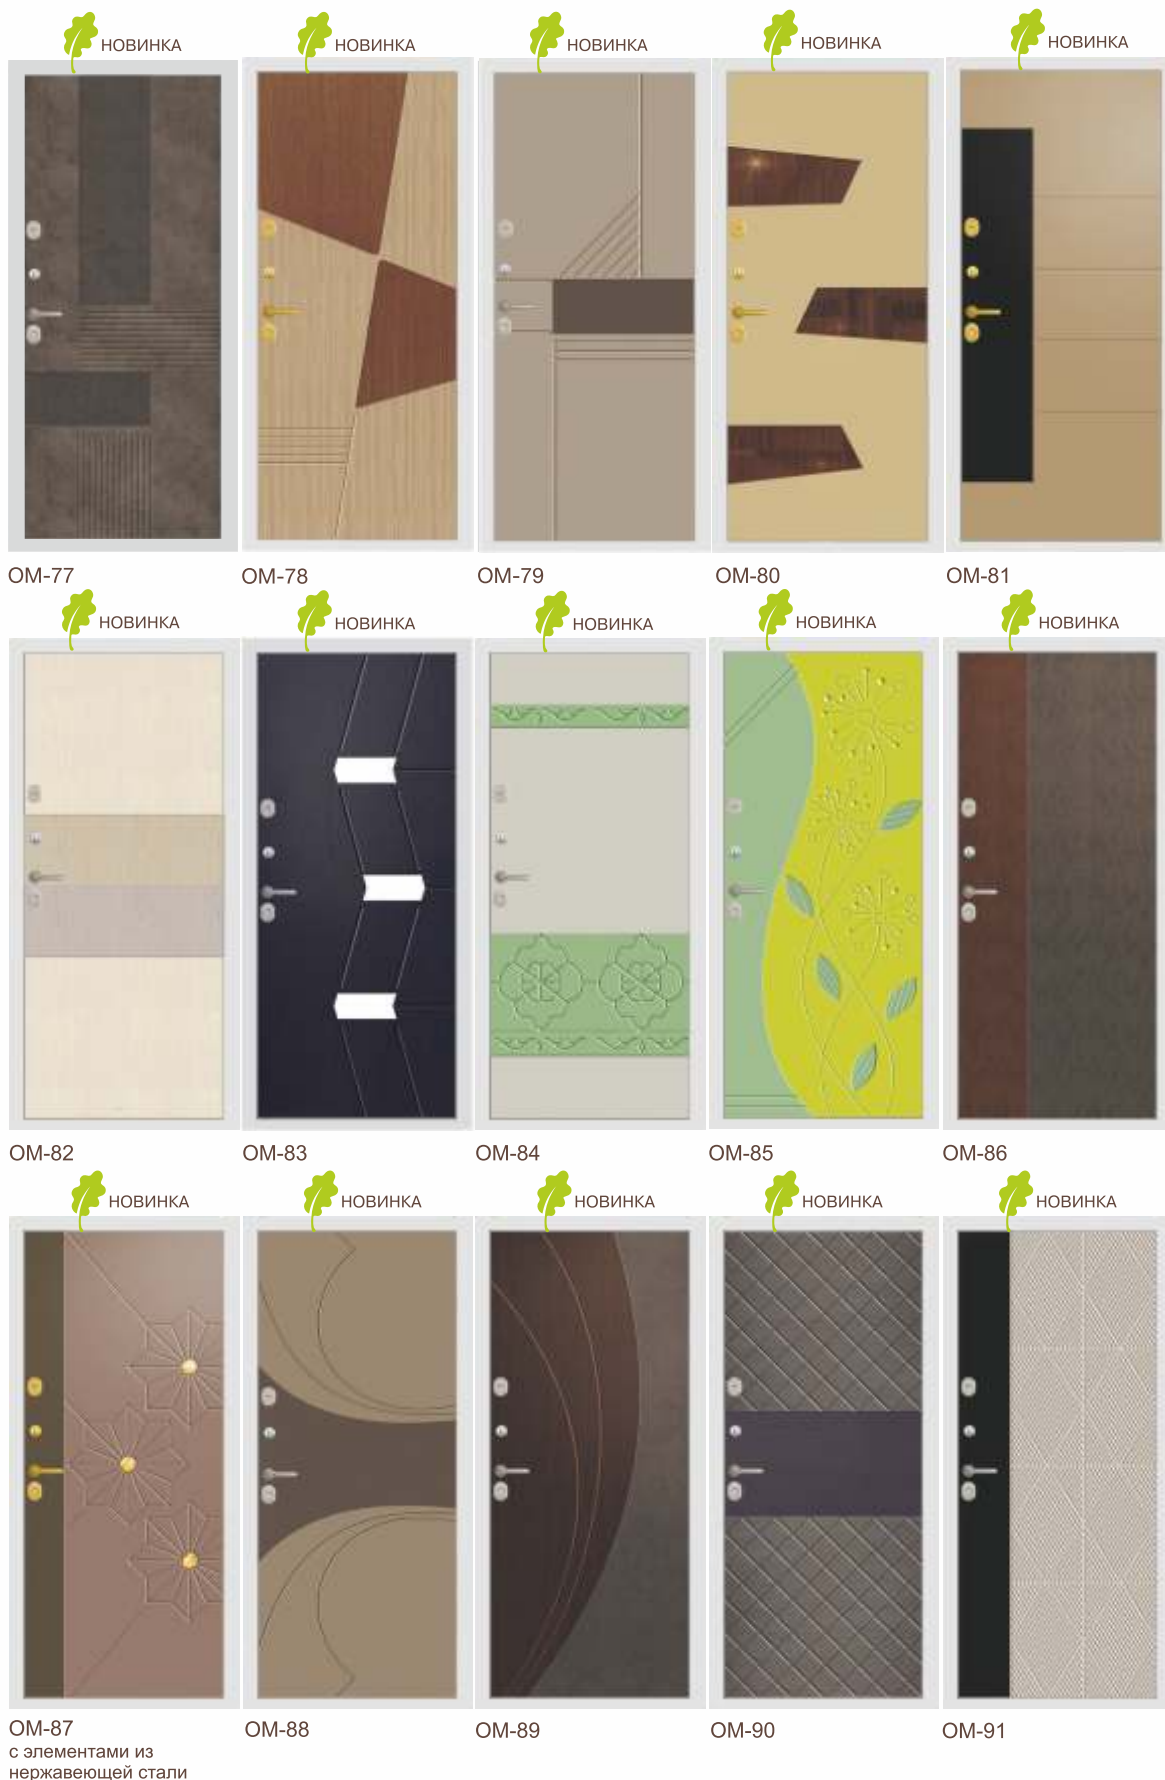 НОВИНКА
НОВИНКА
НОВИНКА
НОВИНКА
НОВИНКА
ОМ-77
ОМ-78
ОМ-79
ОМ-80
ОМ-81
НОВИНКА
НОВИНКА
НОВИНКА
НОВИНКА
НОВИНКА
ОМ-82
ОМ-83
ОМ-84
ОМ-85
ОМ-86
НОВИНКА
НОВИНКА
НОВИНКА
НОВИНКА
НОВИНКА
ОМ-87
с элементами из
нержавеющей стали
ОМ-88
ОМ-89
ОМ-90
ОМ-91